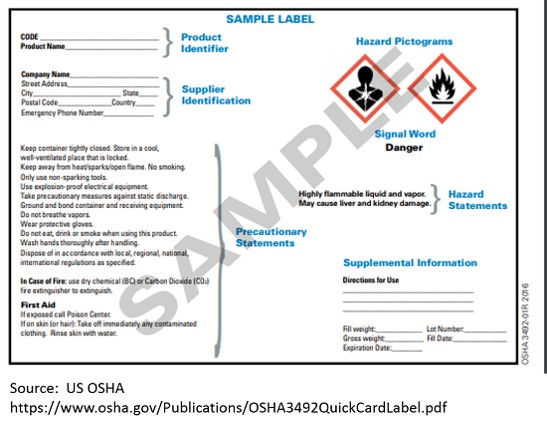 SAMPLE LABEL
CODE
Product Name
Product
Identifier
Company Name
Street Address
City State
Postal Code Country
Emergency Phone Number
Supplier
Identification
Keep container tightly closed. Store in a cool,
well-ventilated place that is locked.
Keep away from heat/sparks/open flame. No smoking.
Only use non-sparking tools.
Use explosion-proof electrical equipment.
Take precautionary measures against static discharge.
Ground and bond container and receiving equipment.
Do not breathe vapors.
Wear protective gloves.
Do not eat, drink or smoke when using this product.
Wash hands thoroughly after handling.
Dispose of in accordance with local, regional, national,
international regulations as specified.
In Case of Fire: use dry chemical (BC) or Carbon Dioxide (CO₂)
fire extinguisher to extinguish.
First Aid
If exposed call Poison Center.
If on skin (or hair): Take off immediately any contaminated
clothing. Rinse skin with water.
Precautionary
Statements
Hazard Pictograms
Signal Word
Danger
Highly flammable liquid and vapor.
May cause liver and kidney damage.
Hazard
Statements
Supplemental Information
Directions for Use
Fill weight: Lot Number:
Gross weight: Fill Date:
Expiration Date:
SAMPLE
OSHA 3492-01R 2016
Source: US OSHA
https://www.osha.gov/Publications/OSHA3492QuickCardLabel.pdf